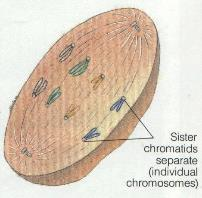 Sister
chromatids
separate
(individual
chromosomes)